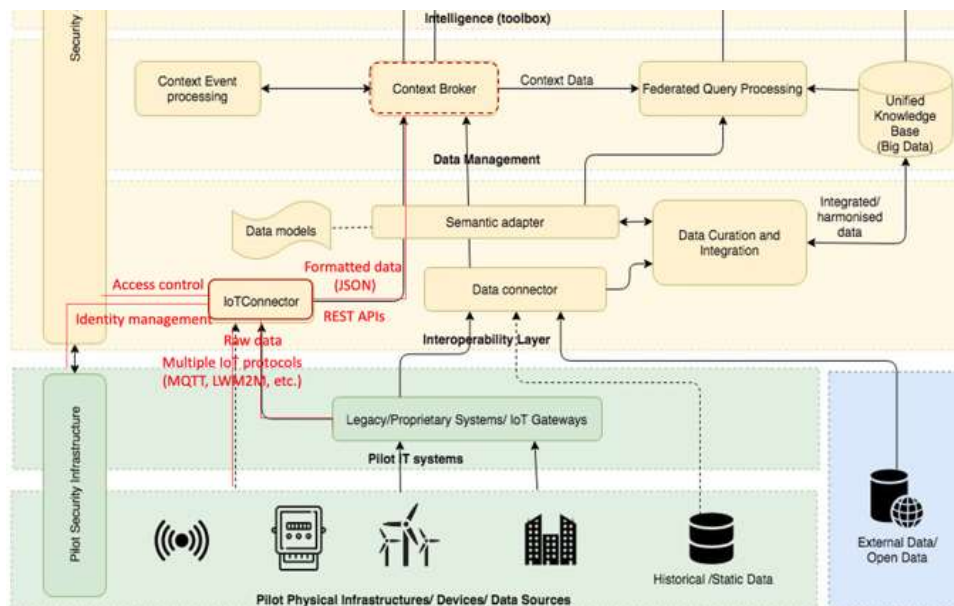 Intelligence (toolbox)
Security
Context Event
processing
Context Broker
Context Data
Federated Query Processing
Unified
Knowledge
Base
(Big Data)
Data Management
Data models
Semantic adapter
Integrated/
harmonised
data
Data Curation and
Integration
Formatted data
(JSON)
Access control
IoTConnector
Data connector
Identity management
REST APIs
Raw data
Interoperability Layer
Multiple IoT protocols
(MQTT, LWM2M, etc.)
Legacy/Proprietary Systems/ IoT Gateways
Pilot IT systems
Pilot Security Infrastructure
External Data/
Open Data
Historical /Static Data
Pilot Physical Infrastructures/ Devices/ Data Sources